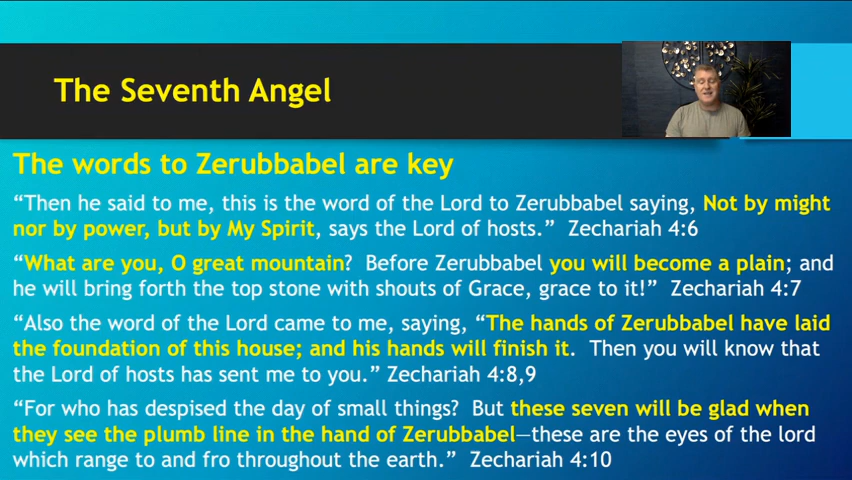 The Seventh Angel
The words to Zerubbabel are key
“Then he said to me, this is the word of the Lord to Zerubbabel saying, Not by might
nor by power, but by My Spirit, says the Lord of hosts.”  Zechariah 4:6
“What are you, O great mountain?  Before Zerubbabel you will become a plain; and
he will bring forth the top stone with shouts of Grace, grace to it!”  Zechariah 4:7
“Also the word of the Lord came to me, saying, “The hands of Zerubbabel have laid
the foundation of this house; and his hands will finish it.  Then you will know that
the Lord of hosts has sent me to you.” Zechariah 4:8,9
“For who has despised the day of small things?  But these seven will be glad when
they see the plumb line in the hand of Zerubbabel—these are the eyes of the lord
which range to and fro throughout the earth.”  Zechariah 4:10